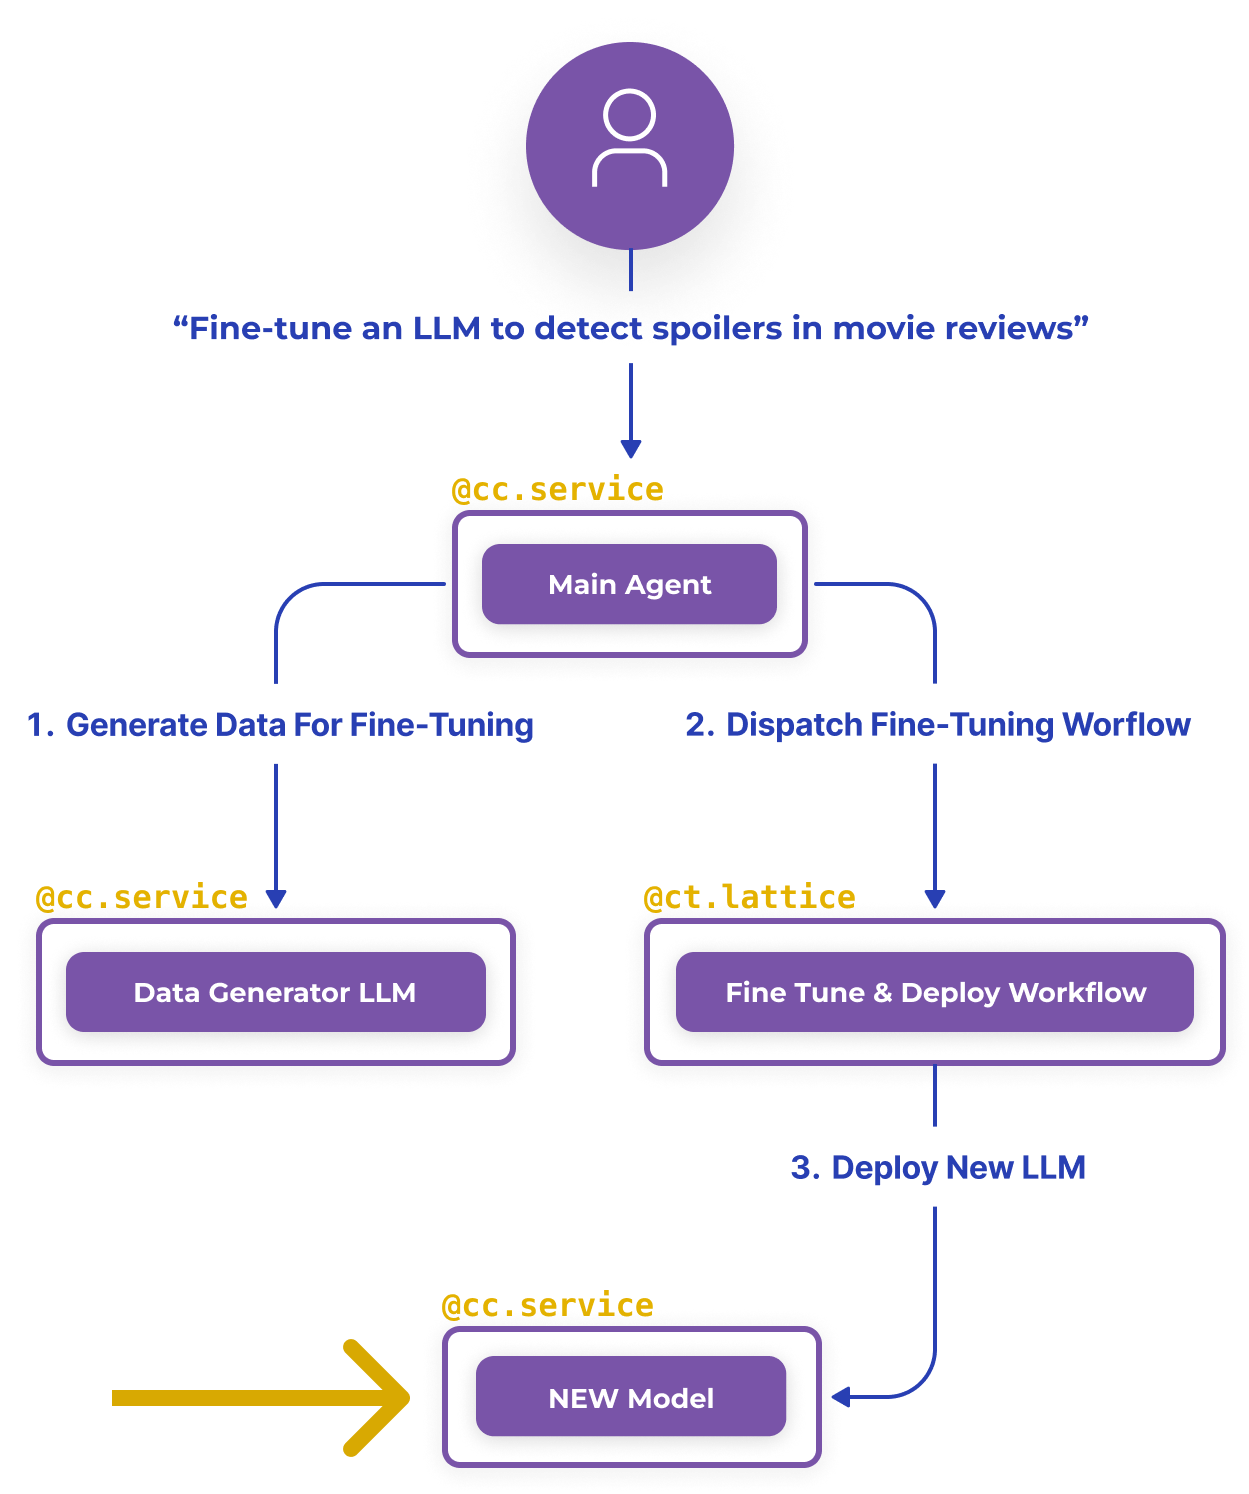 “Fine-tune an LLM to detect spoilers in movie reviews”
@cc.service
Main Agent
1. Generate Data For Fine-Tuning
2. Dispatch Fine-Tuning Worflow
@cc.service
@ct.lattice
Data Generator LLM
Fine Tune & Deploy Workflow
3. Deploy New LLM
@cc.service
NEW Model